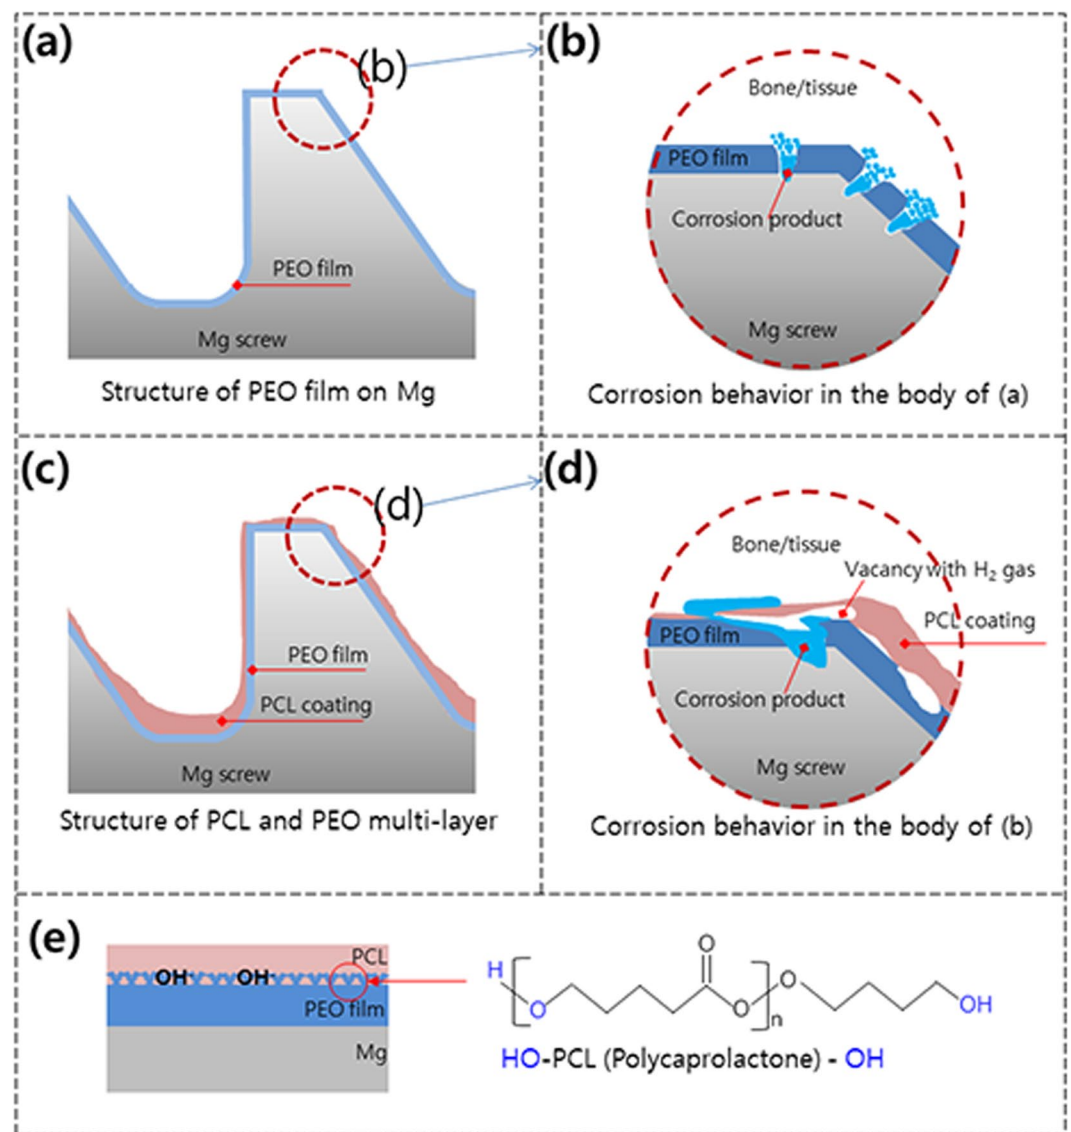 (a)
(b)
PEO film
Mg screw
Structure of PEO film on Mg
(b)
Bone/tissue
PEO film
Corrosion product
Mg screw
Corrosion behavior in the body of (a)
(c)
(d)
PEO film
PCL coating
Mg screw
Structure of PCL and PEO multi-layer
(d)
Bone/tissue
Vacancy with H₂ gas
PCL coating
PEO film
Corrosion product
Mg screw
Corrosion behavior in the body of (b)
(e)
PCL
OH OH
PEO film
Mg
O
H
O
O
n
O
OH
HO-PCL (Polycaprolactone) - OH